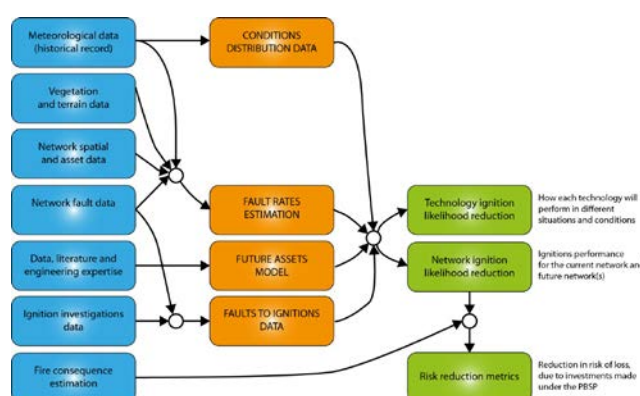 Meteorological data
(historical record)
CONDITIONS
DISTRIBUTION DATA
Vegetation
and terrain data
Network spatial
and asset data
Network fault data
FAULT RATES
ESTIMATION
Technology ignition
likelihood reduction
How each technology will
perform in different
situations and conditions
Data, literature and
engineering expertise
FUTURE ASSETS
MODEL
Network ignition
likelihood reduction
Ignitions performance
for the current network and
future network(s)
Ignition investigations
data
FAULTS TO IGNITIONS
DATA
Fire consequence
estimation
Risk reduction metrics
Reduction in risk of loss,
due to investments made
under the PBSP